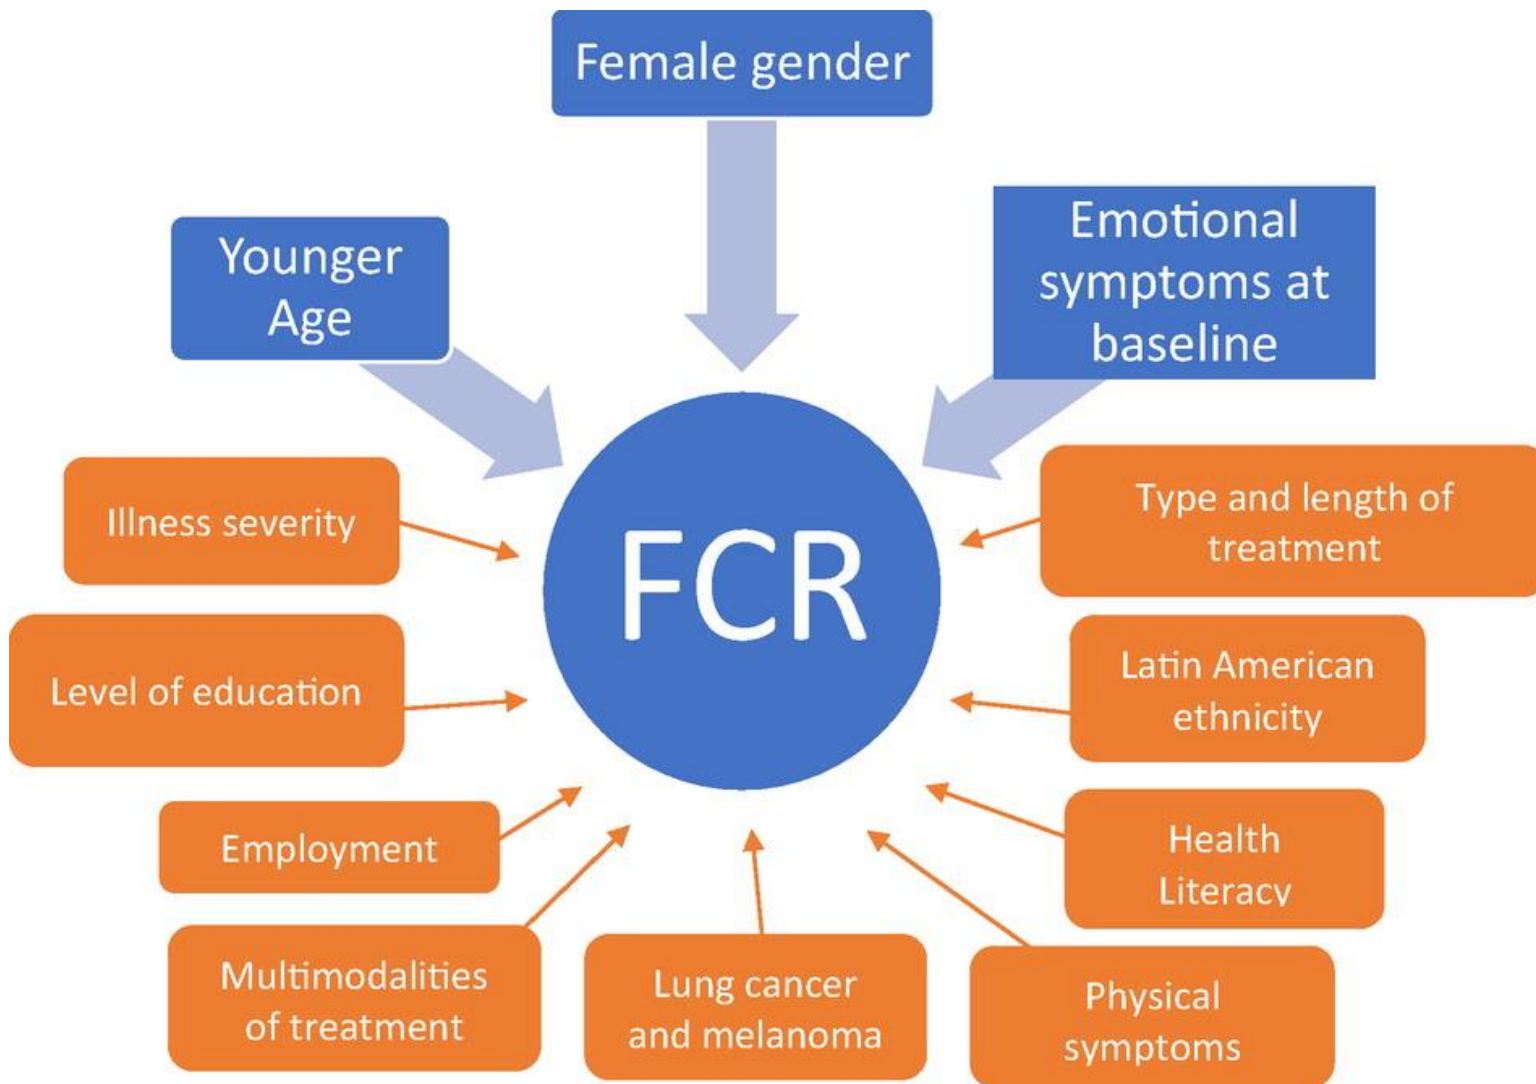 Female gender
Younger
Age
Emotional
symptoms at
baseline
FCR
Illness severity
Type and length of
treatment
Level of education
Latin American
ethnicity
Employment
Health
Literacy
Multimodalities
of treatment
Lung cancer
and melanoma
Physical
symptoms